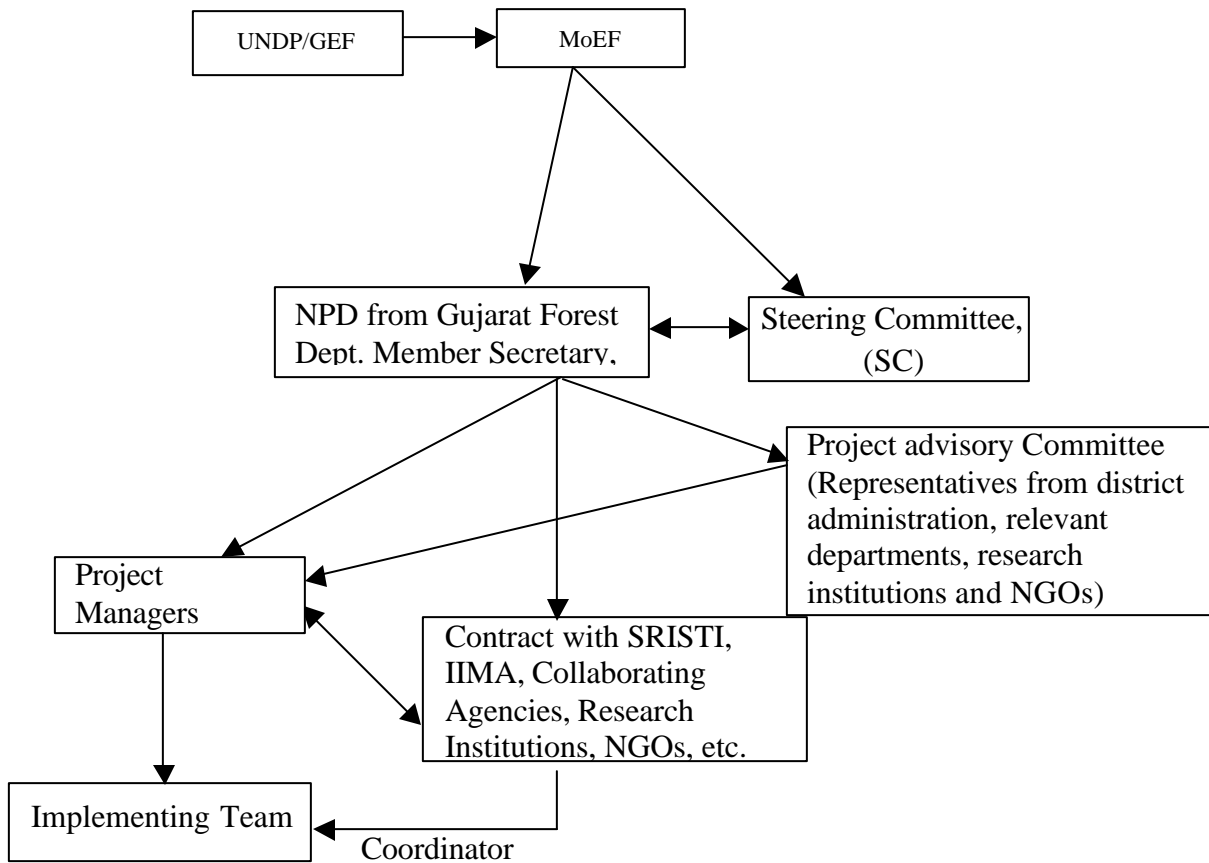 UNDP/GEF
MoEF
NPD from Gujarat Forest
Dept. Member Secretary,
Steering Committee,
(SC)
Project advisory Committee
(Representatives from district
administration, relevant
departments, research
institutions and NGOs)
Project
Managers
Contract with SRISTI,
IIMA, Collaborating
Agencies, Research
Institutions, NGOs, etc.
Implementing Team
Coordinator